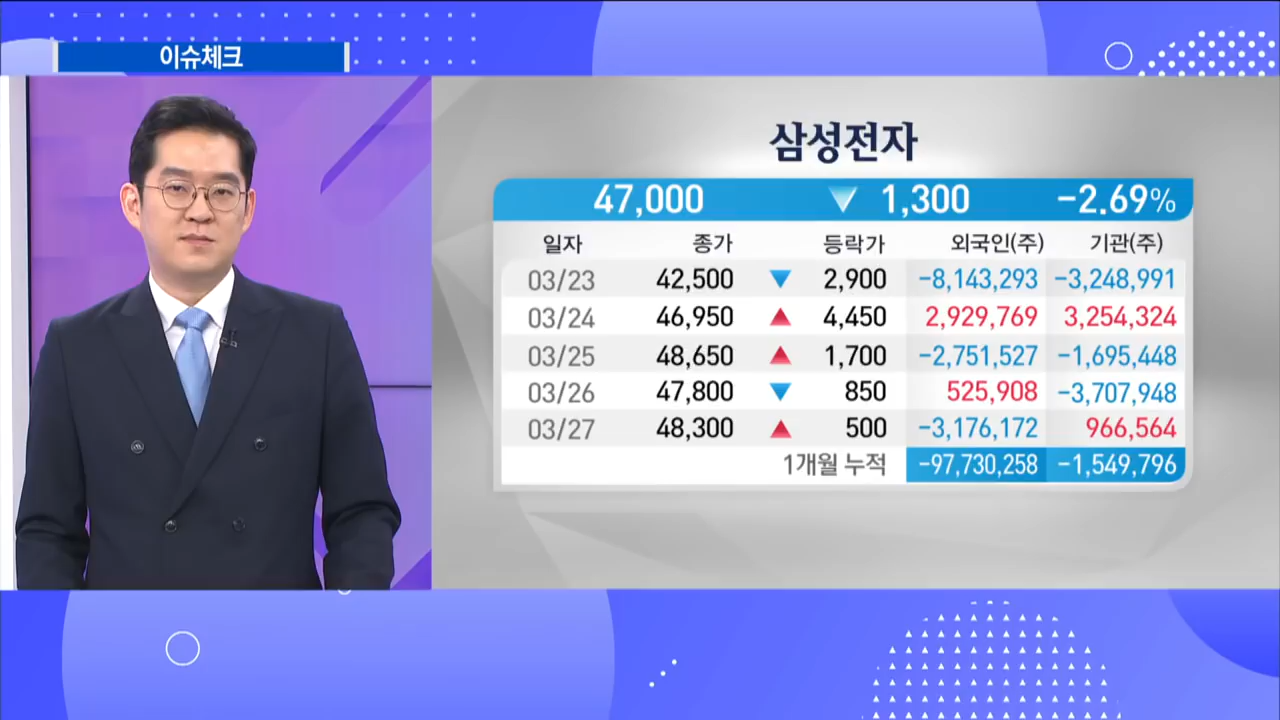 이슈체크
삼성전자
47,000 ▼ 1,300 -2.69%
일자 종가 등락가 외국인(주) 기관(주)
03/23 42,500 ▼ 2,900 -8,143,293 -3,248,991
03/24 46,950 ▲ 4,450 2,929,769 3,254,324
03/25 48,650 ▲ 1,700 -2,751,527 -1,695,448
03/26 47,800 ▼ 850 525,908 -3,707,948
03/27 48,300 ▲ 500 -3,176,172 966,564
1개월 누적 -97,730,258 -1,549,796